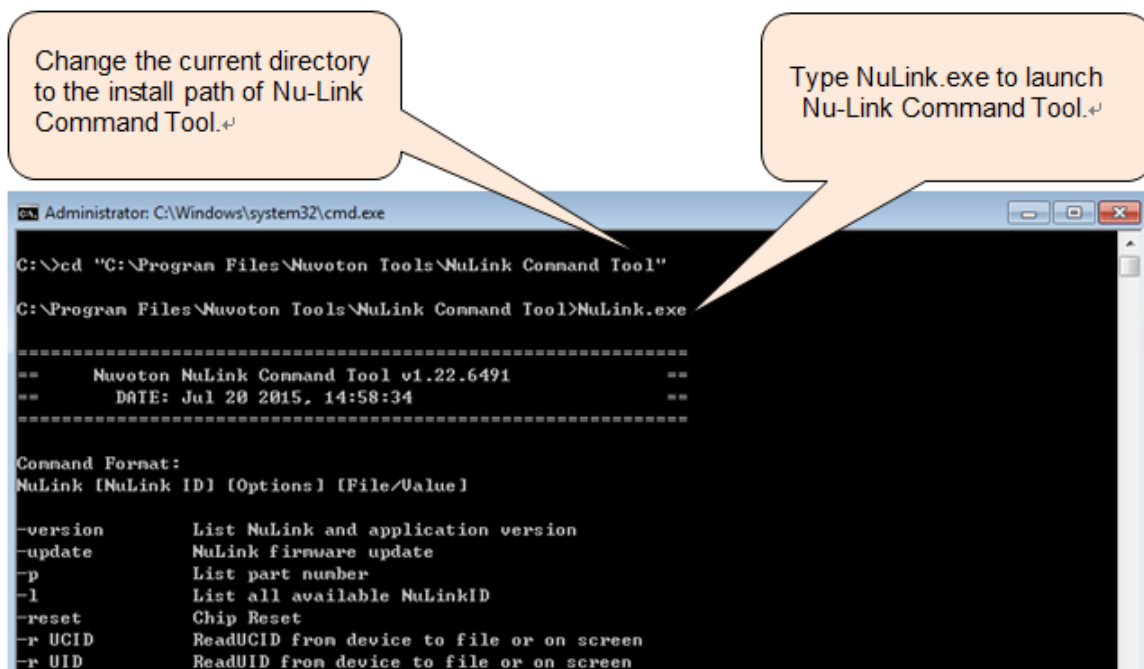 Change the current directory
to the install path of Nu-Link
Command Tool.↵
Type NuLink.exe to launch
Nu-Link Command Tool.↵
Administrator: C:\Windows\system32\cmd.exe
C:\>cd "C:\Program Files\Nuvoton Tools\NuLink Command Tool"
C:\Program Files\Nuvoton Tools\NuLink Command Tool>NuLink.exe
==============================================================
==     Nuvoton NuLink Command Tool v1.22.6491               ==
==       DATE: Jul 20 2015, 14:58:34                        ==
==============================================================
Command Format:
NuLink [NuLink ID] [Options] [File/Value]
-version        List NuLink and application version
-update         NuLink firmware update
-p              List part number
-l              List all available NuLinkID
-reset          Chip Reset
-r UCID         ReadUCID from device to file or on screen
-r UID          ReadUID from device to file or on screen